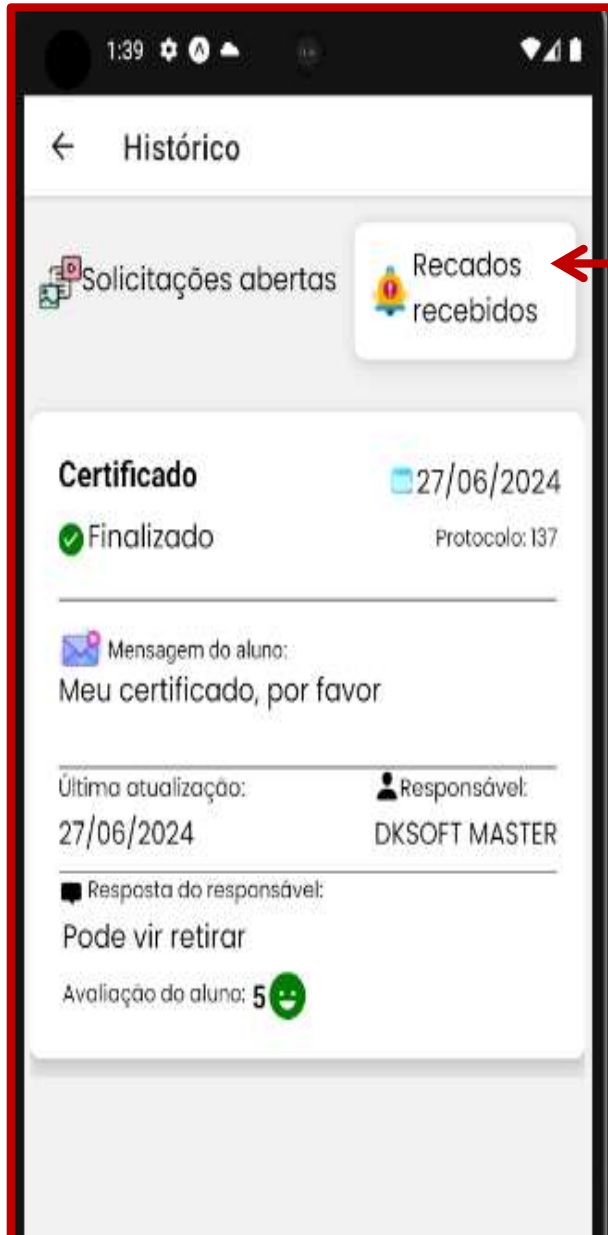 1:39
Histórico
Solicitações abertas
Recados
recebidos
Certificado
27/06/2024
Finalizado
Protocolo: 137
Mensagem do aluno:
Meu certificado, por favor
Última atualização:
Responsável:
27/06/2024
DKSOFT MASTER
Resposta do responsável:
Pode vir retirar
Avaliação do aluno: 5